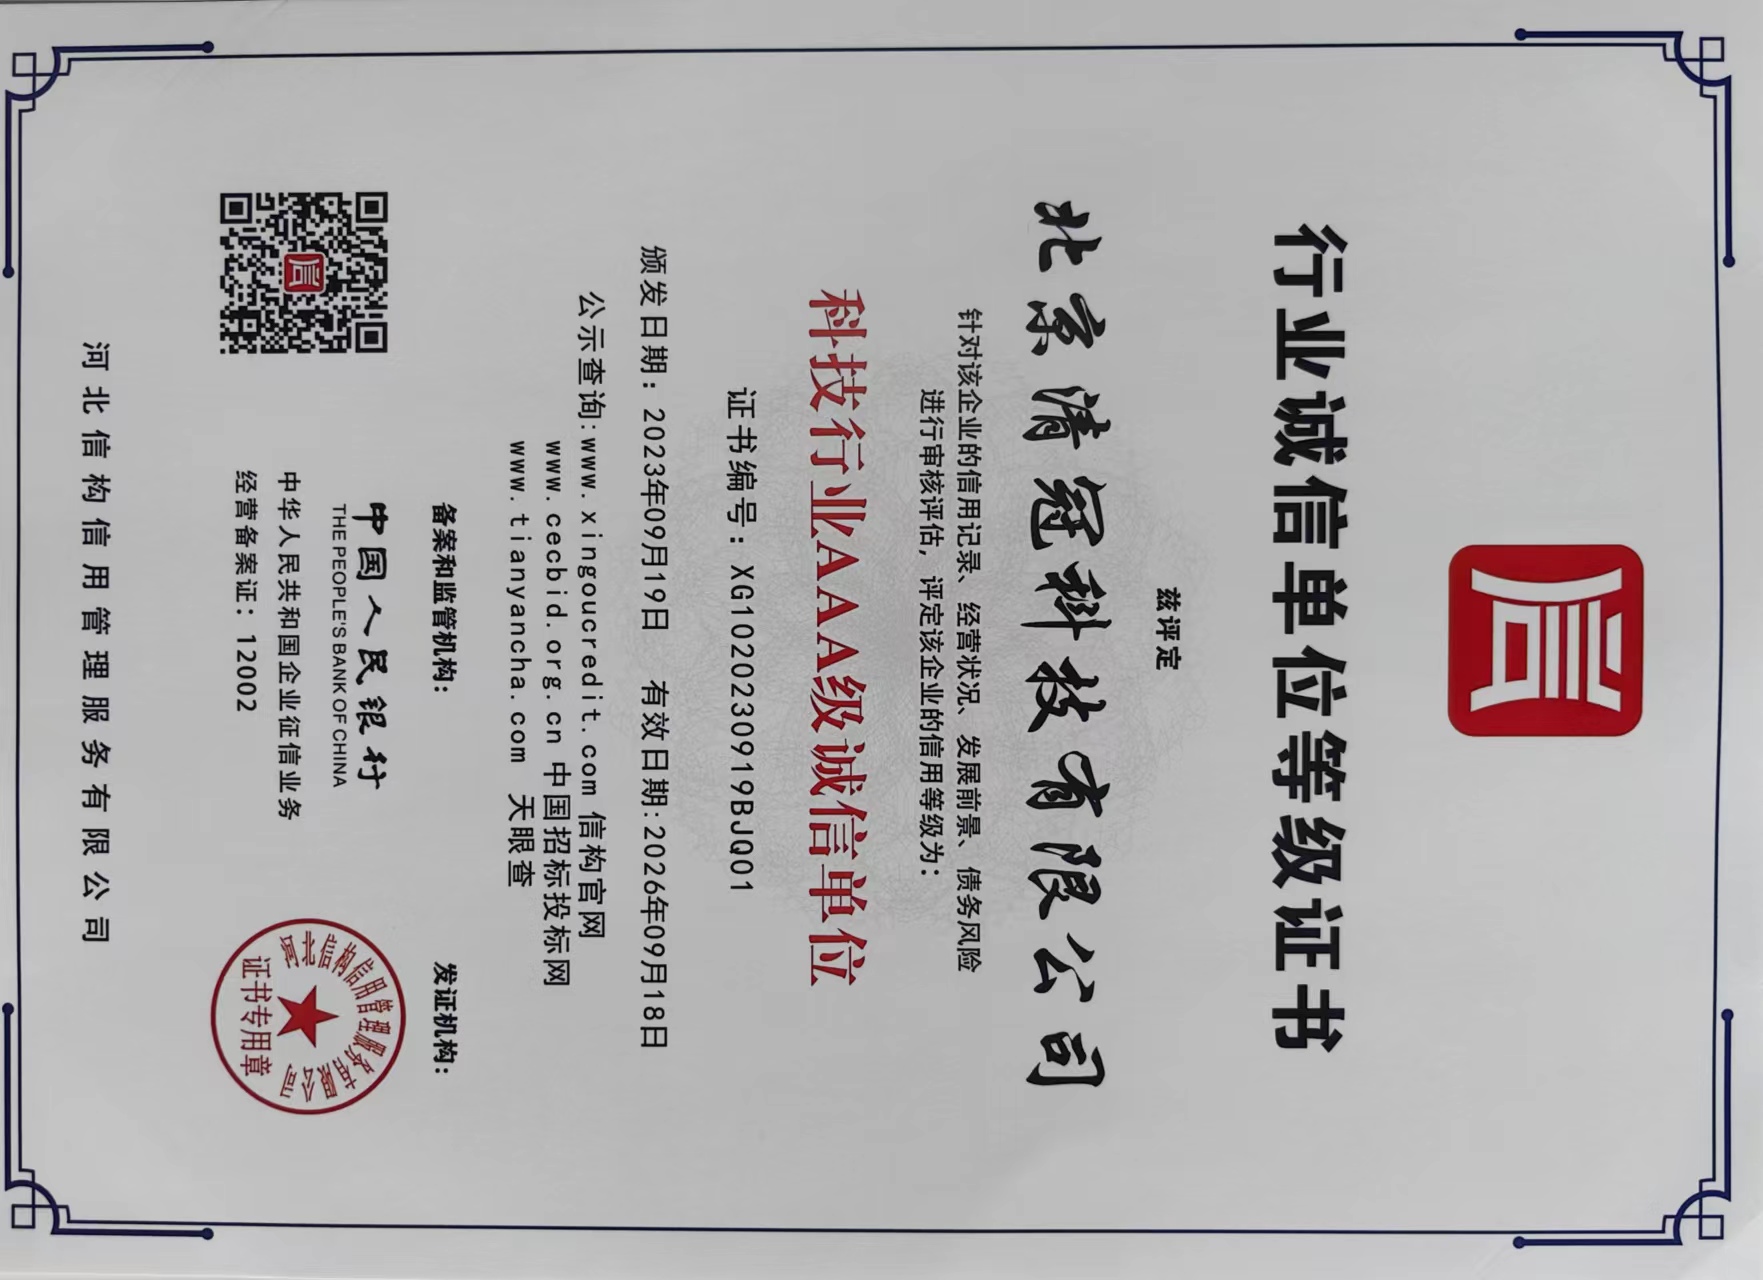 信
行业诚信单位等级证书
兹评定
北京清冠科技有限公司
针对该企业的信用记录、经营状况、发展前景、债务风险
进行审核评估，评定该企业的信用等级为：
科技行业AAA级诚信单位
证书编号：XG11020230919BJQ01
颁发日期：2023年09月19日 有效日期:2026年09月18日
公示查询:www.xingoucredit.com 信构官网
www.cecbid.org.cn 中国招标投标网
www.tianyancha.com 天眼查
备案和监管机构：
中国人民银行
THE PEOPLE'S BANK OF CHINA
中华人民共和国企业征信业务
经营备案证：12002
发证机构：
河北信构信用管理服务有限公司
证书专用章
河北信构信用管理服务有限公司